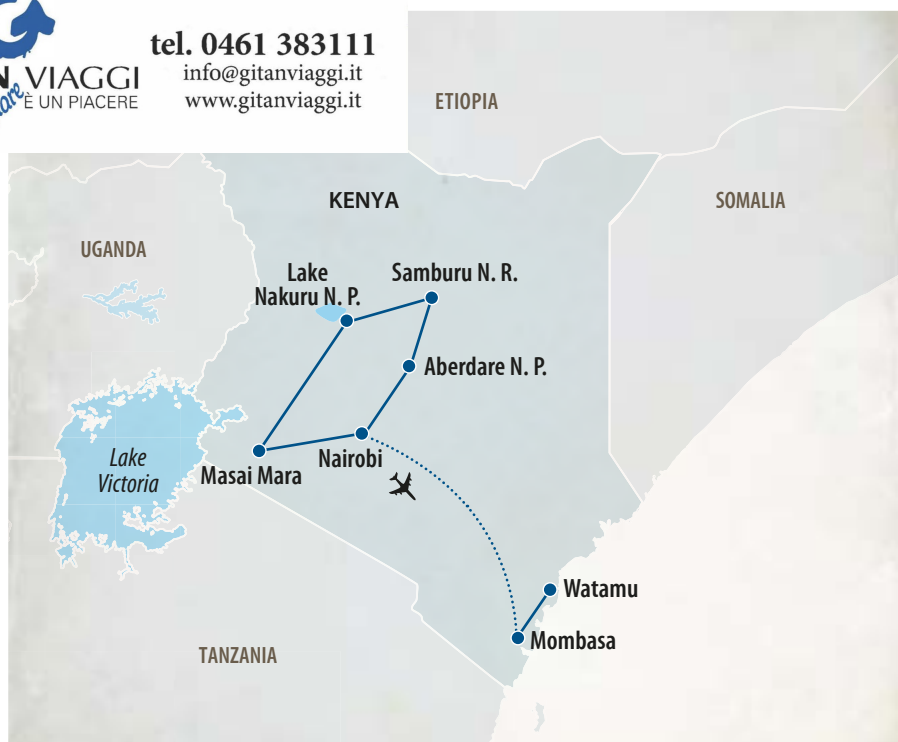 tel. 0461 383111
VIAGGI
info@gitanviaggi.it
È UN PIACERE
www.gitanviaggi.it
ETIOPIA
KENYA
SOMALIA
UGANDA
Lake
Nakuru N. P.
Samburu N. R.
Aberdare N. P.
Lake
Victoria
Masai Mara
Nairobi
Watamu
Mombasa
TANZANIA